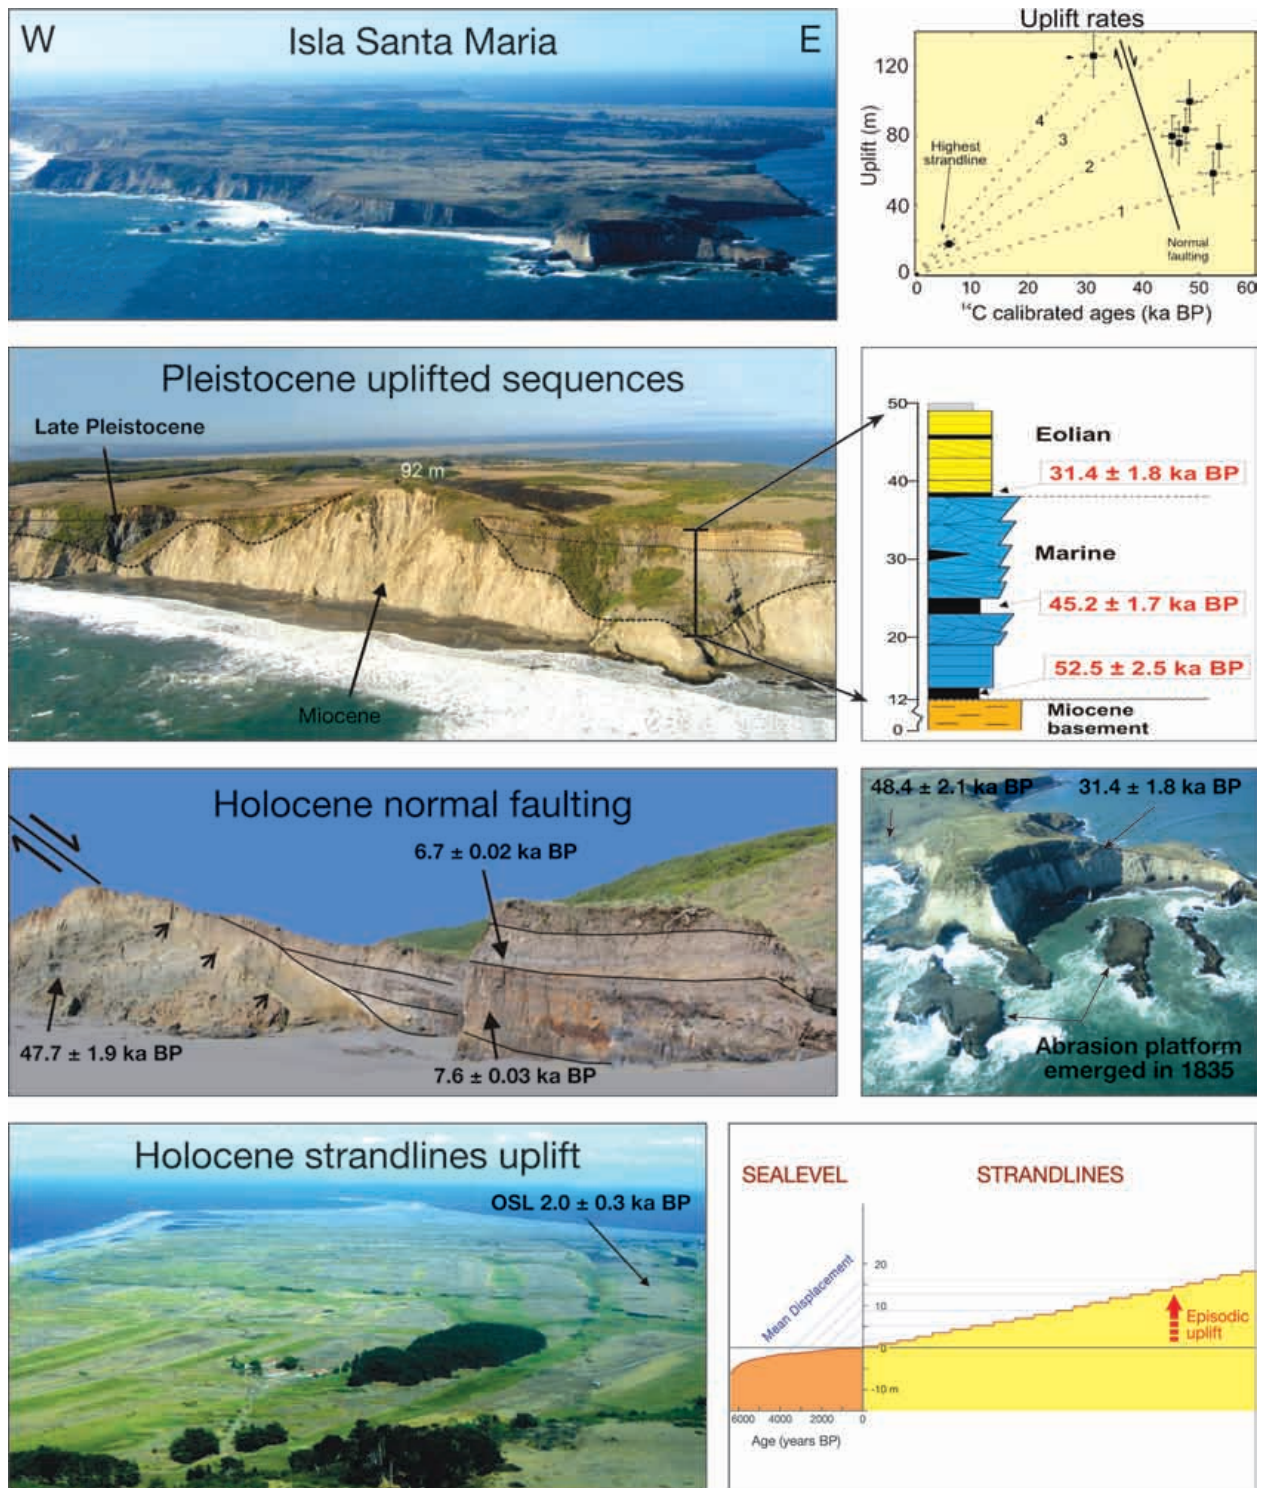 W
Isla Santa Maria
E
Uplift rates
Uplift (m)
120
80
40
0
4
3
2
1
Highest
strandline
Normal
faulting
0 10 20 30 40 50 60
¹⁴C calibrated ages (ka BP)
Pleistocene uplifted sequences
Late Pleistocene
92 m
Miocene
50
40
30
20
12
0
Eolian
31.4 ± 1.8 ka BP
Marine
45.2 ± 1.7 ka BP
52.5 ± 2.5 ka BP
Miocene
basement
Holocene normal faulting
6.7 ± 0.02 ka BP
47.7 ± 1.9 ka BP
7.6 ± 0.03 ka BP
48.4 ± 2.1 ka BP
31.4 ± 1.8 ka BP
Abrasion platform
emerged in 1835
Holocene strandlines uplift
OSL 2.0 ± 0.3 ka BP
SEALEVEL
STRANDLINES
Mean Displacement
20
10
0
-10 m
Episodic
uplift
6000 4000 2000 0
Age (years BP)